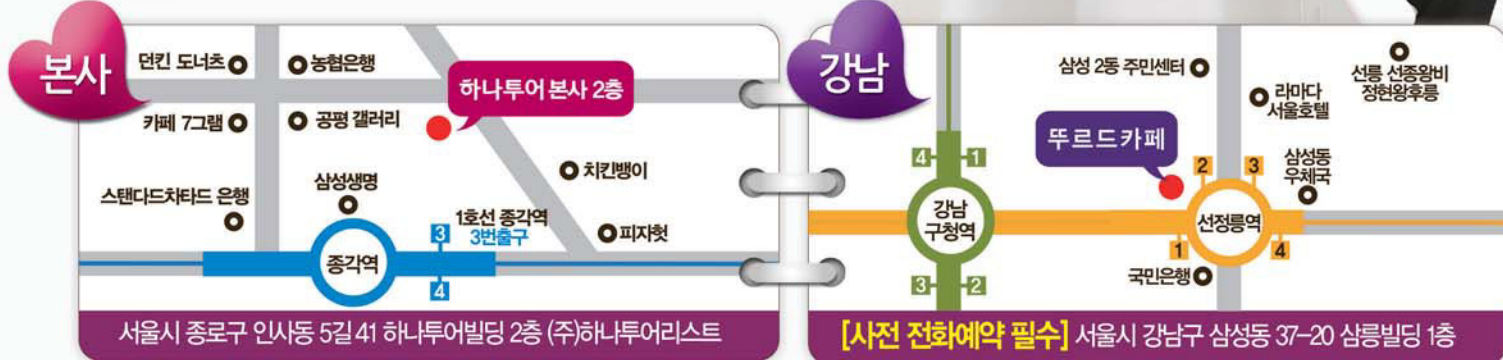 본사
던킨 도너츠
농협은행
하나투어 본사 2층
카페 7그램
공평 갤러리
치킨뱅이
스탠다드차타드 은행
삼성생명
1호선 종각역
3번출구
피자헛
3
종각역
4
서울시 종로구 인사동 5길 41 하나투어빌딩 2층 (주)하나투어리스트
강남
삼성 2동 주민센터
선릉 선종왕비
정현왕후릉
라마다
서울호텔
뚜르드카페
4
1
2
3
삼성동
우체국
강남
구청역
선정릉역
1
4
국민은행
3
2
[사전 전화예약 필수] 서울시 강남구 삼성동 37-20 삼릉빌딩 1층